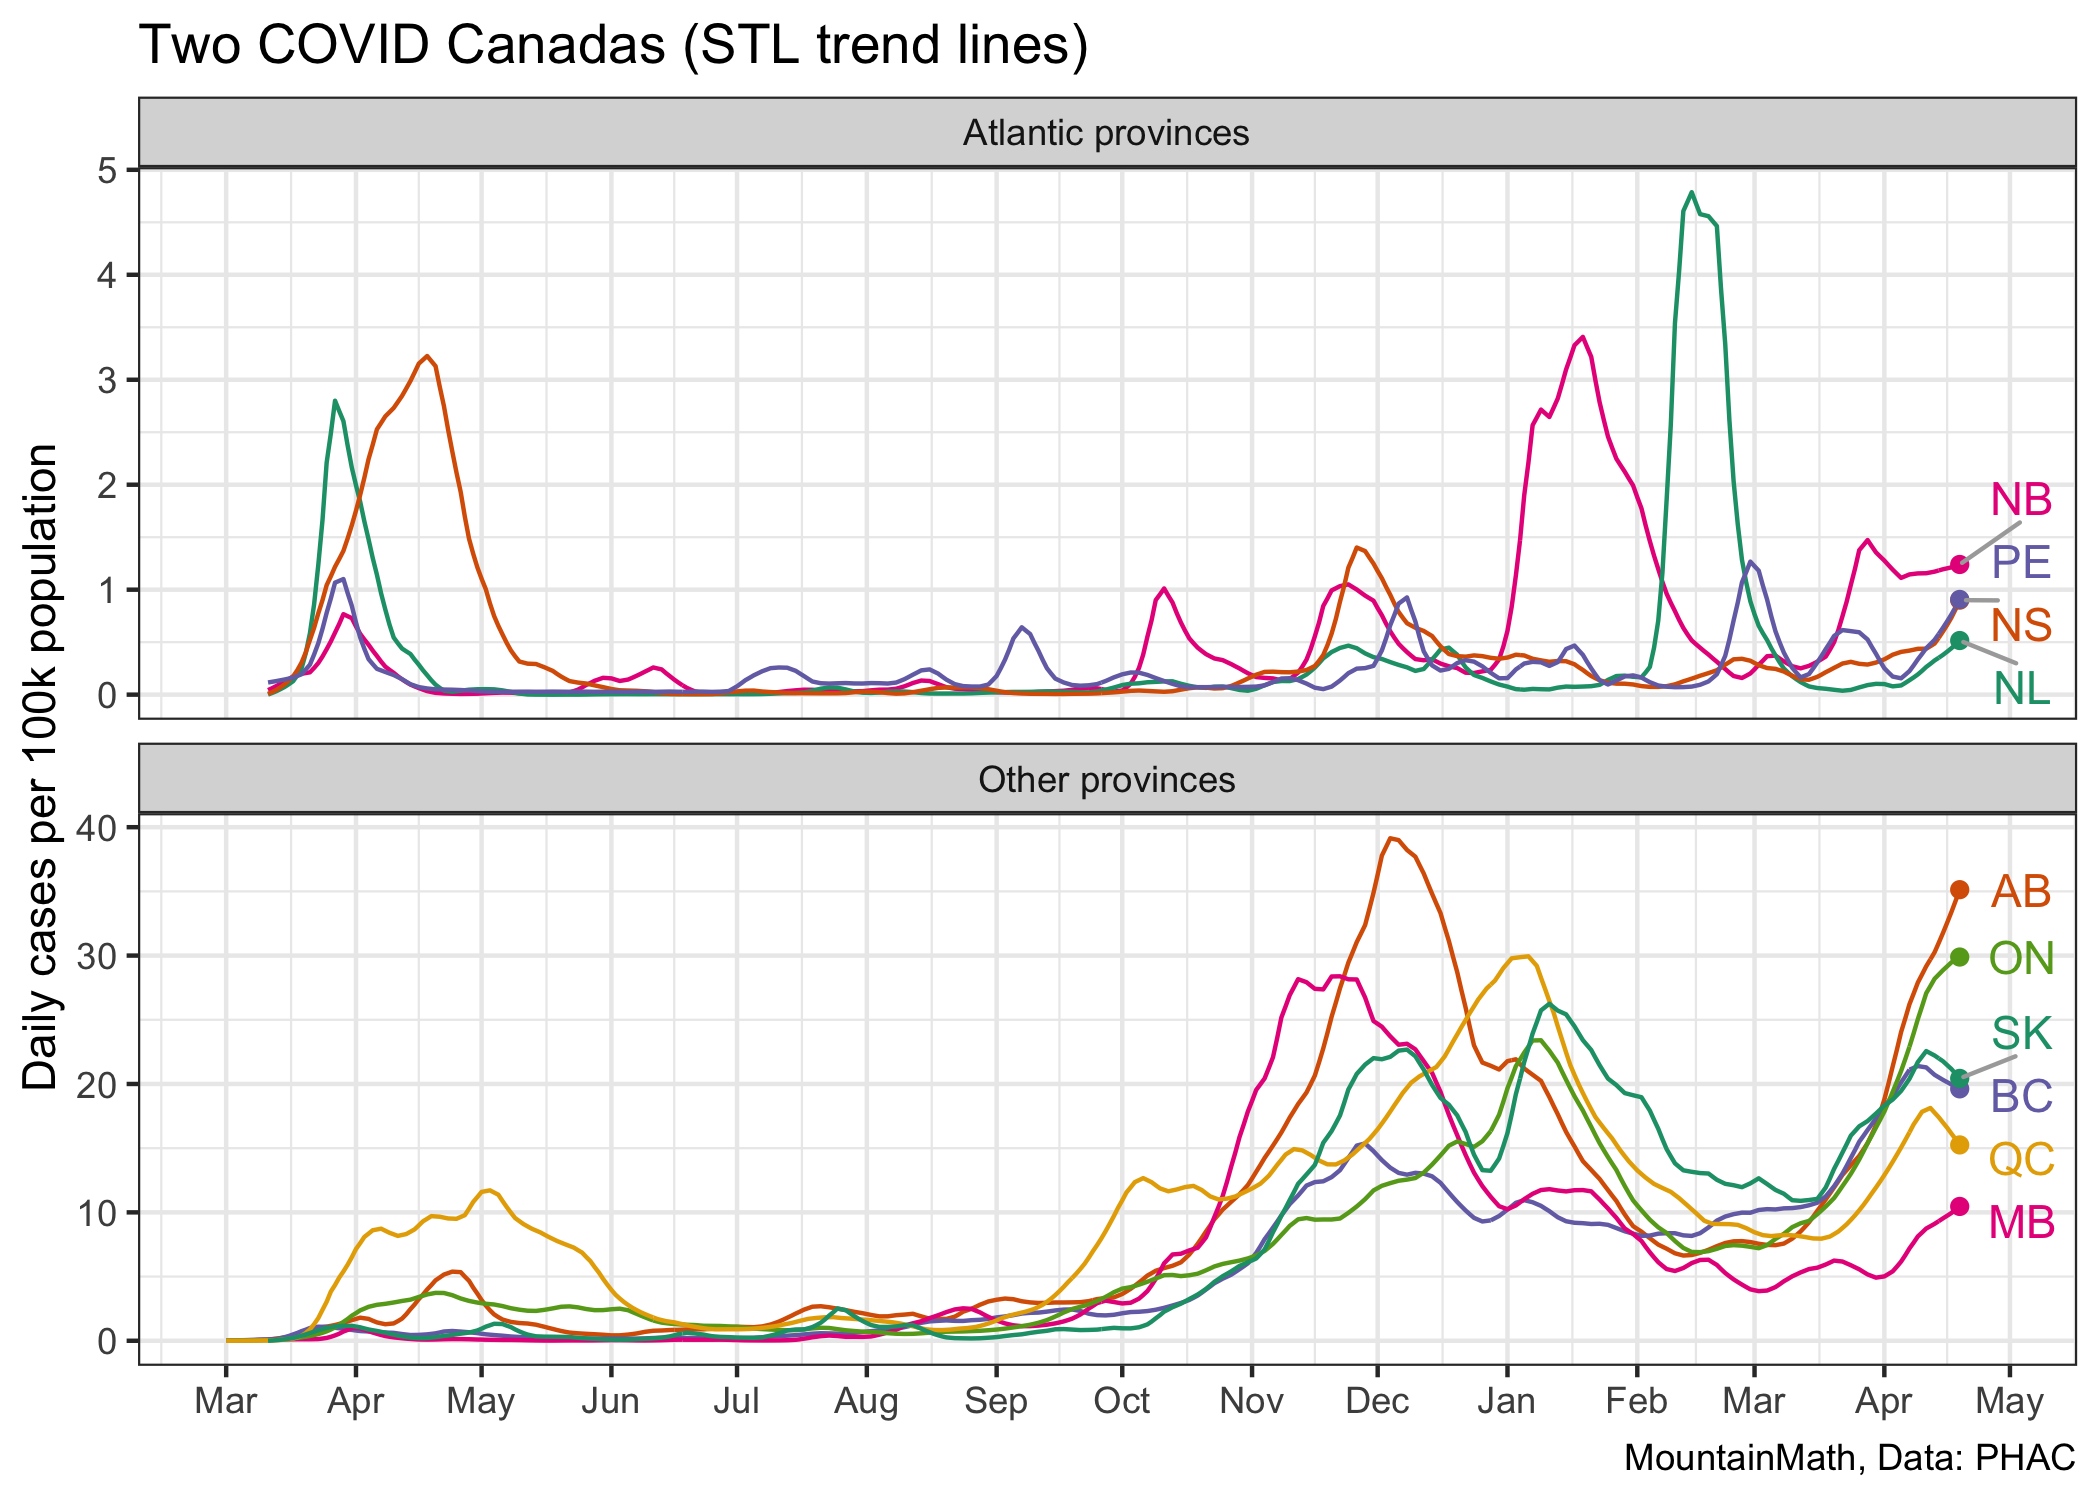 Two COVID Canadas (STL trend lines)
Atlantic provinces
5
4
3
2
1
0
NB
PE
NS
NL
Daily cases per 100k population
Other provinces
40
30
20
10
0
AB
ON
SK
BC
QC
MB
Mar Apr May Jun Jul Aug Sep Oct Nov Dec Jan Feb Mar Apr May
MountainMath, Data: PHAC